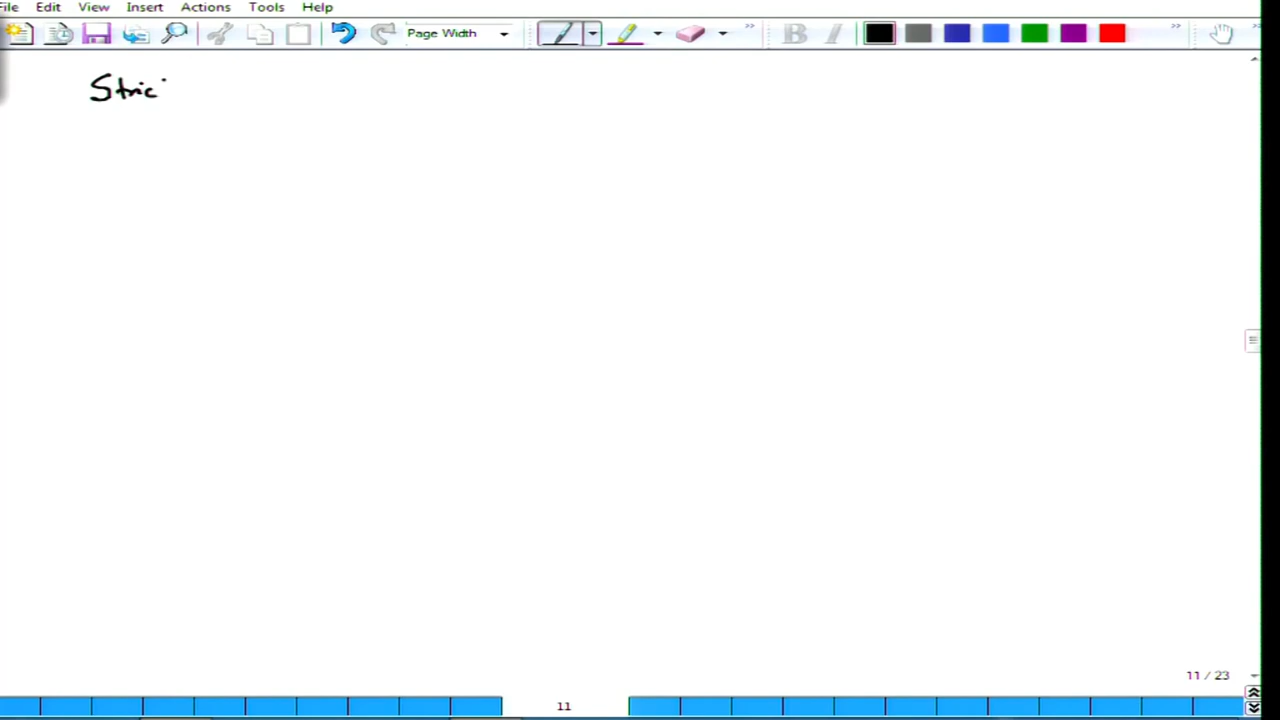 File Edit View Insert Actions Tools Help
Page Width
Stric
11 / 23
11